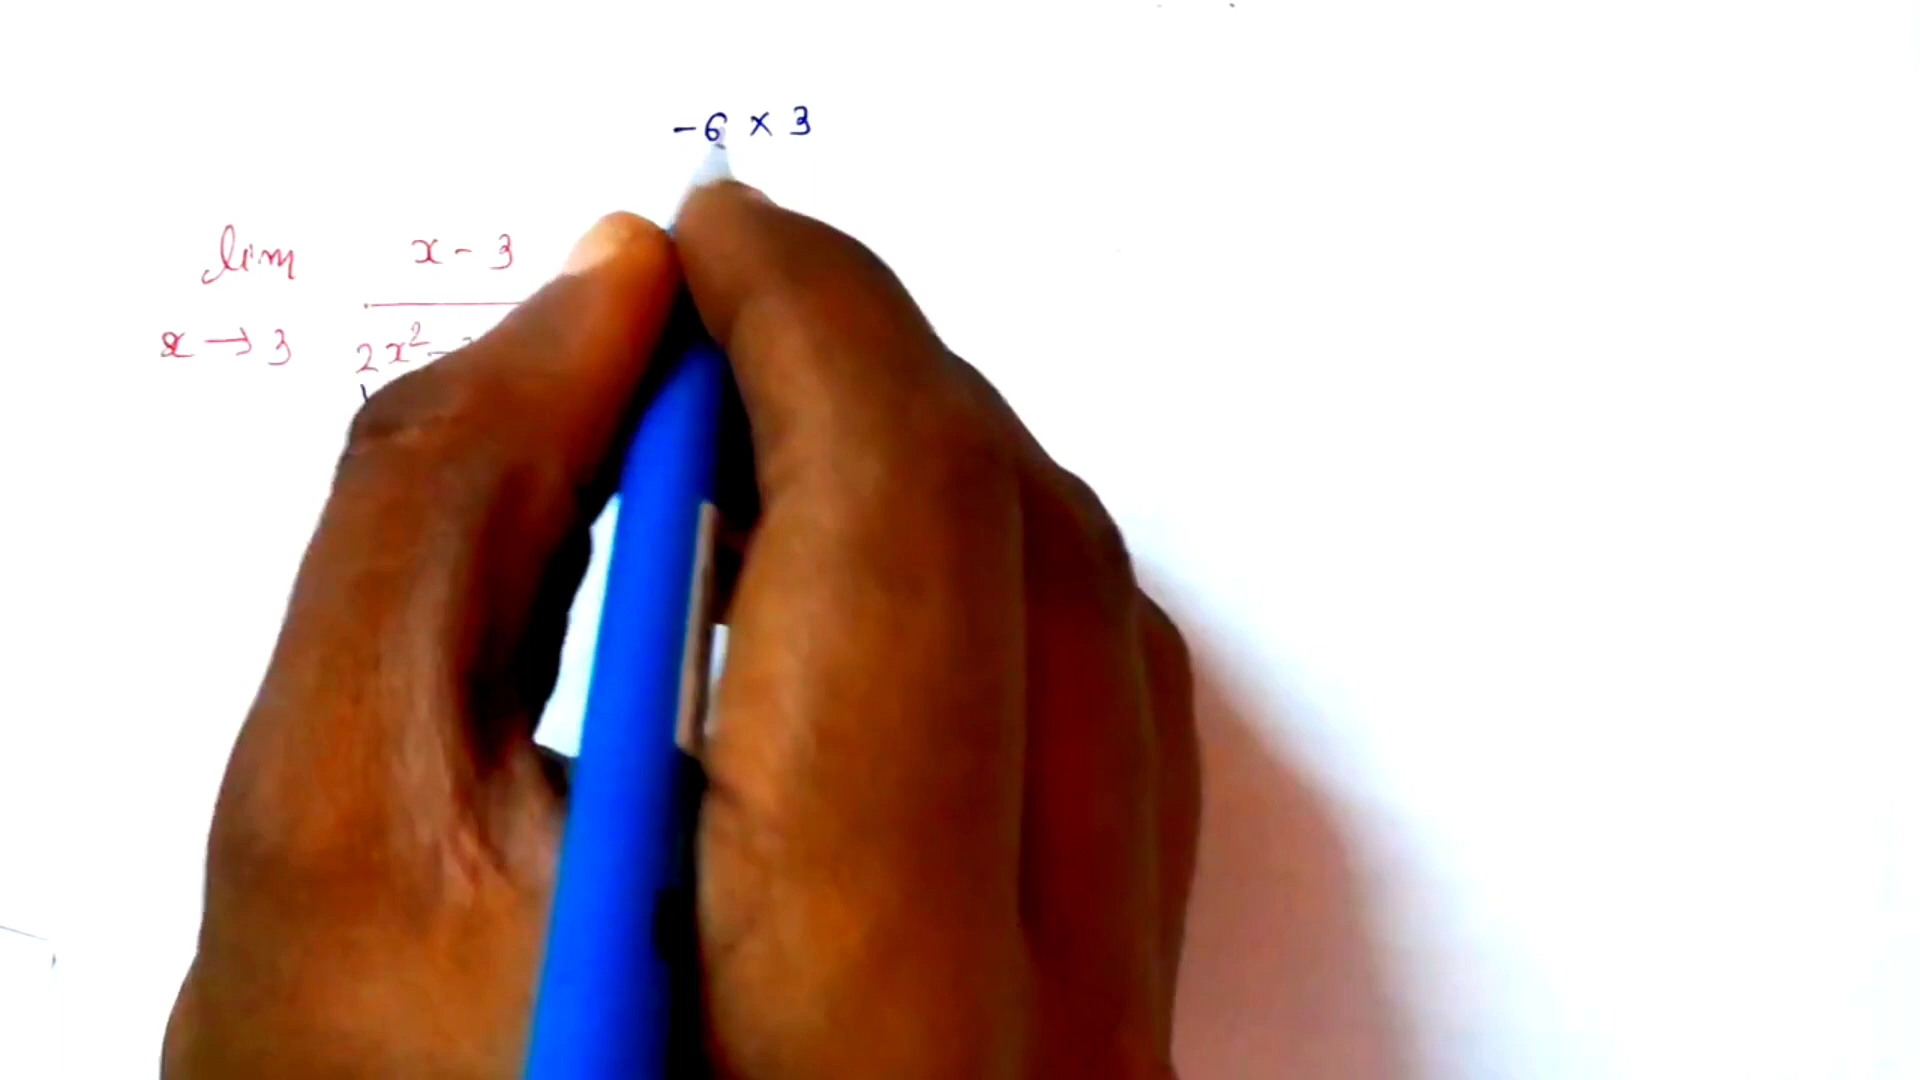 -6 × 3
lim x - 3
x → 3 2x² -